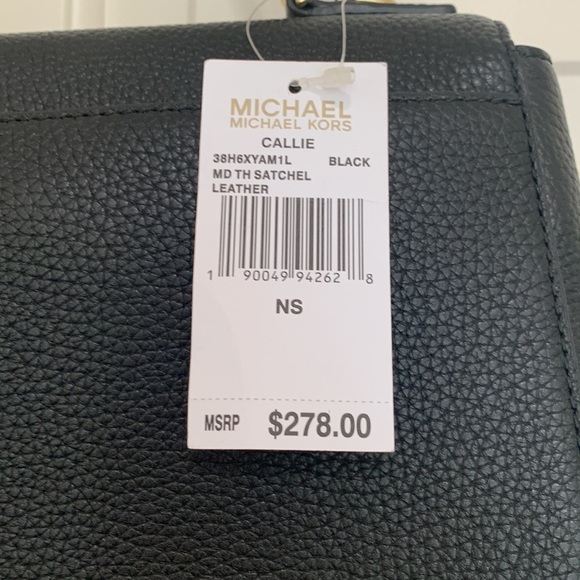 MICHAEL
MICHAEL KORS
CALLIE
38H6XYAM1L BLACK
MD TH SATCHEL
LEATHER
1 90049 94262 8
NS
MSRP $278.00